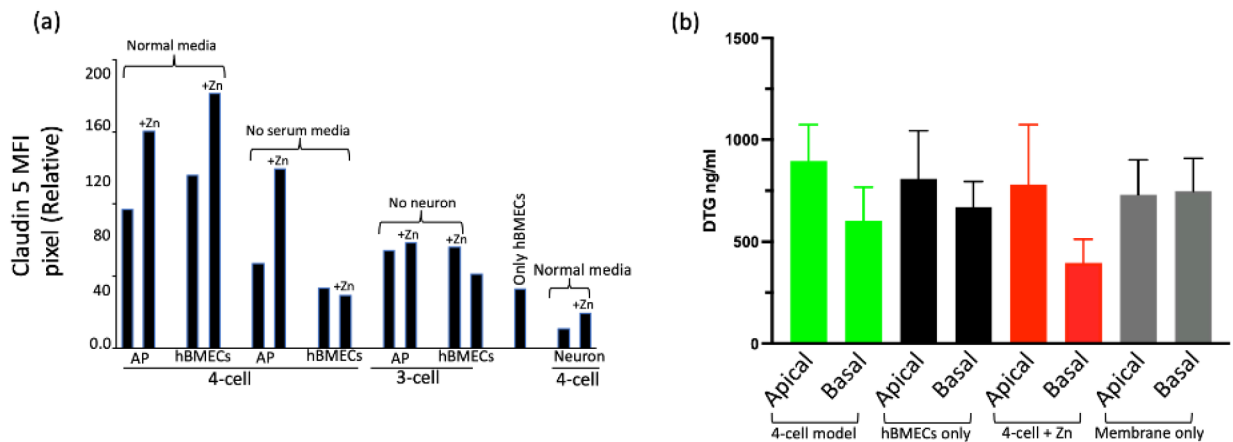 (a)
Normal media
+Zn
+Zn
No serum media
+Zn
+Zn
No neuron
+Zn
+Zn
Only hBMECs
Normal media
+Zn
Claudin 5 MFI
pixel (Relative)
200
160
120
80
40
0.0
AP
hBMECs
AP
hBMECs
AP
hBMECs
Neuron
4-cell
3-cell
4-cell
(b)
DTG ng/ml
1500
1000
500
0
Apical
Basal
Apical
Basal
Apical
Basal
Apical
Basal
4-cell model
hBMECs only
4-cell + Zn
Membrane only